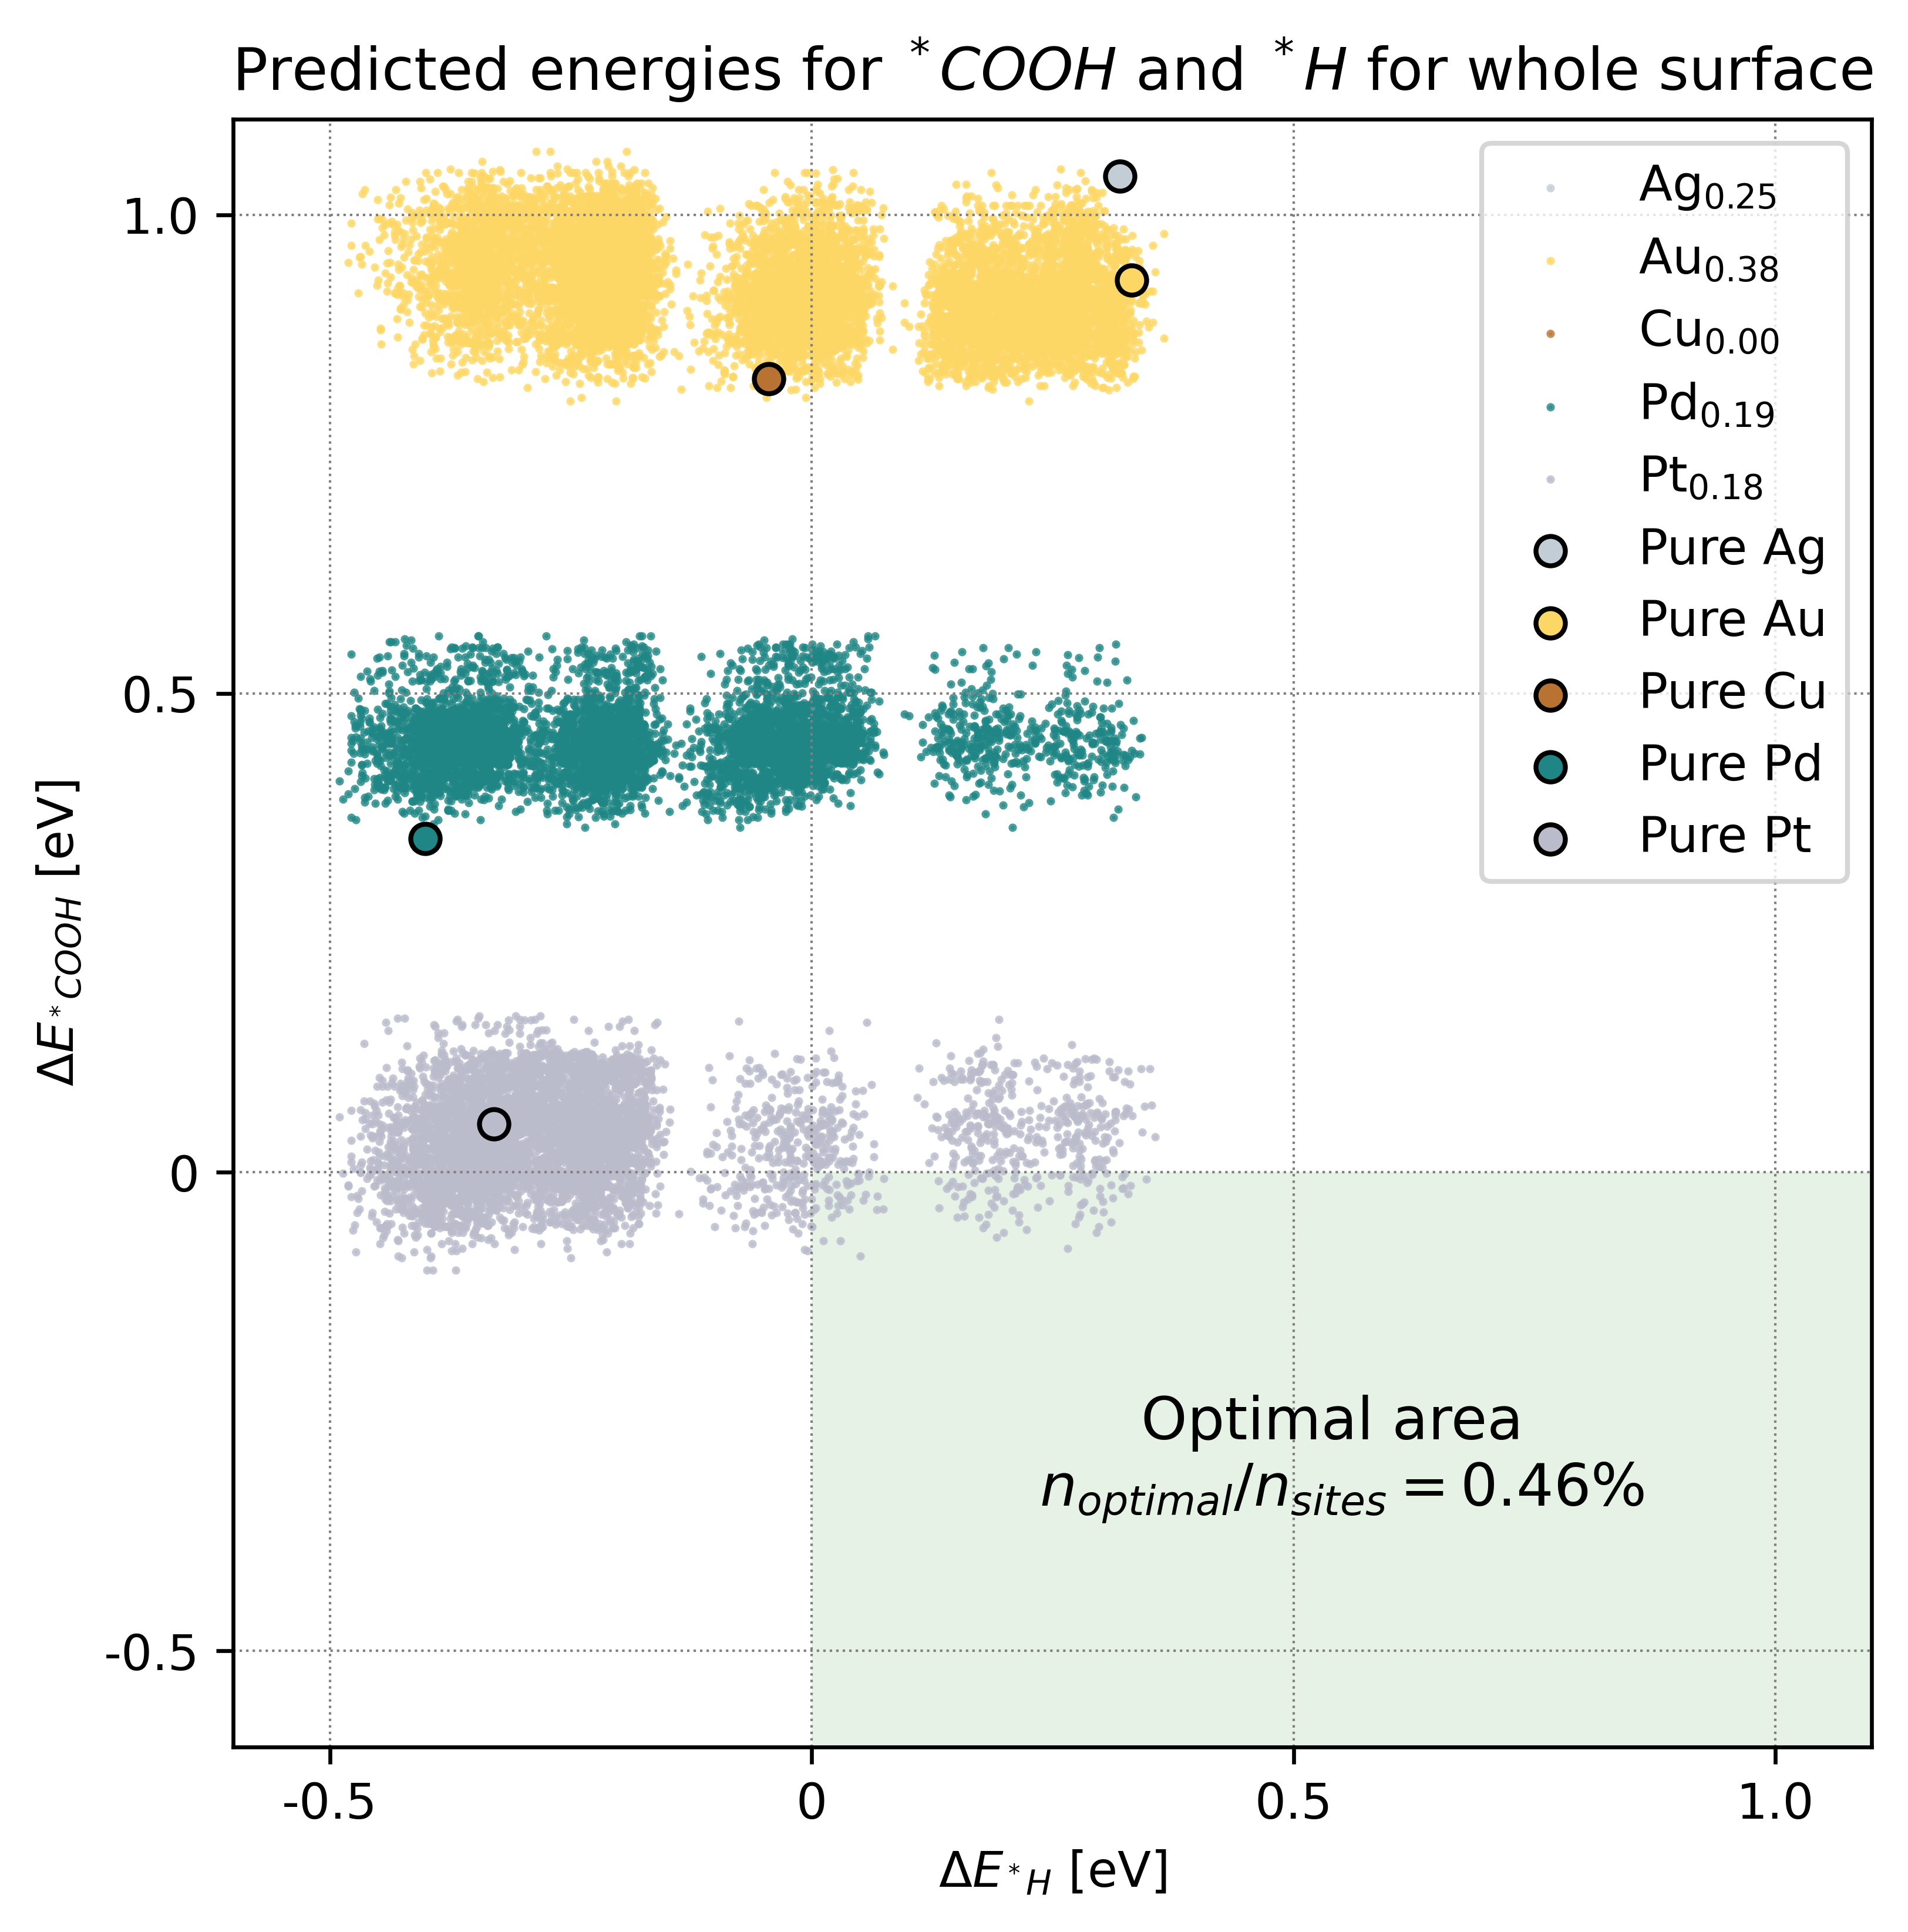 Predicted energies for *COOH and *H for whole surface
Ag0.25
Au0.38
Cu0.00
Pd0.19
Pt0.18
Pure Ag
Pure Au
Pure Cu
Pure Pd
Pure Pt
1.0
0.5
0
-0.5
ΔE*COOH [eV]
Optimal area
noptimal/nsites = 0.46%
-0.5 0 0.5 1.0
ΔE*H [eV]